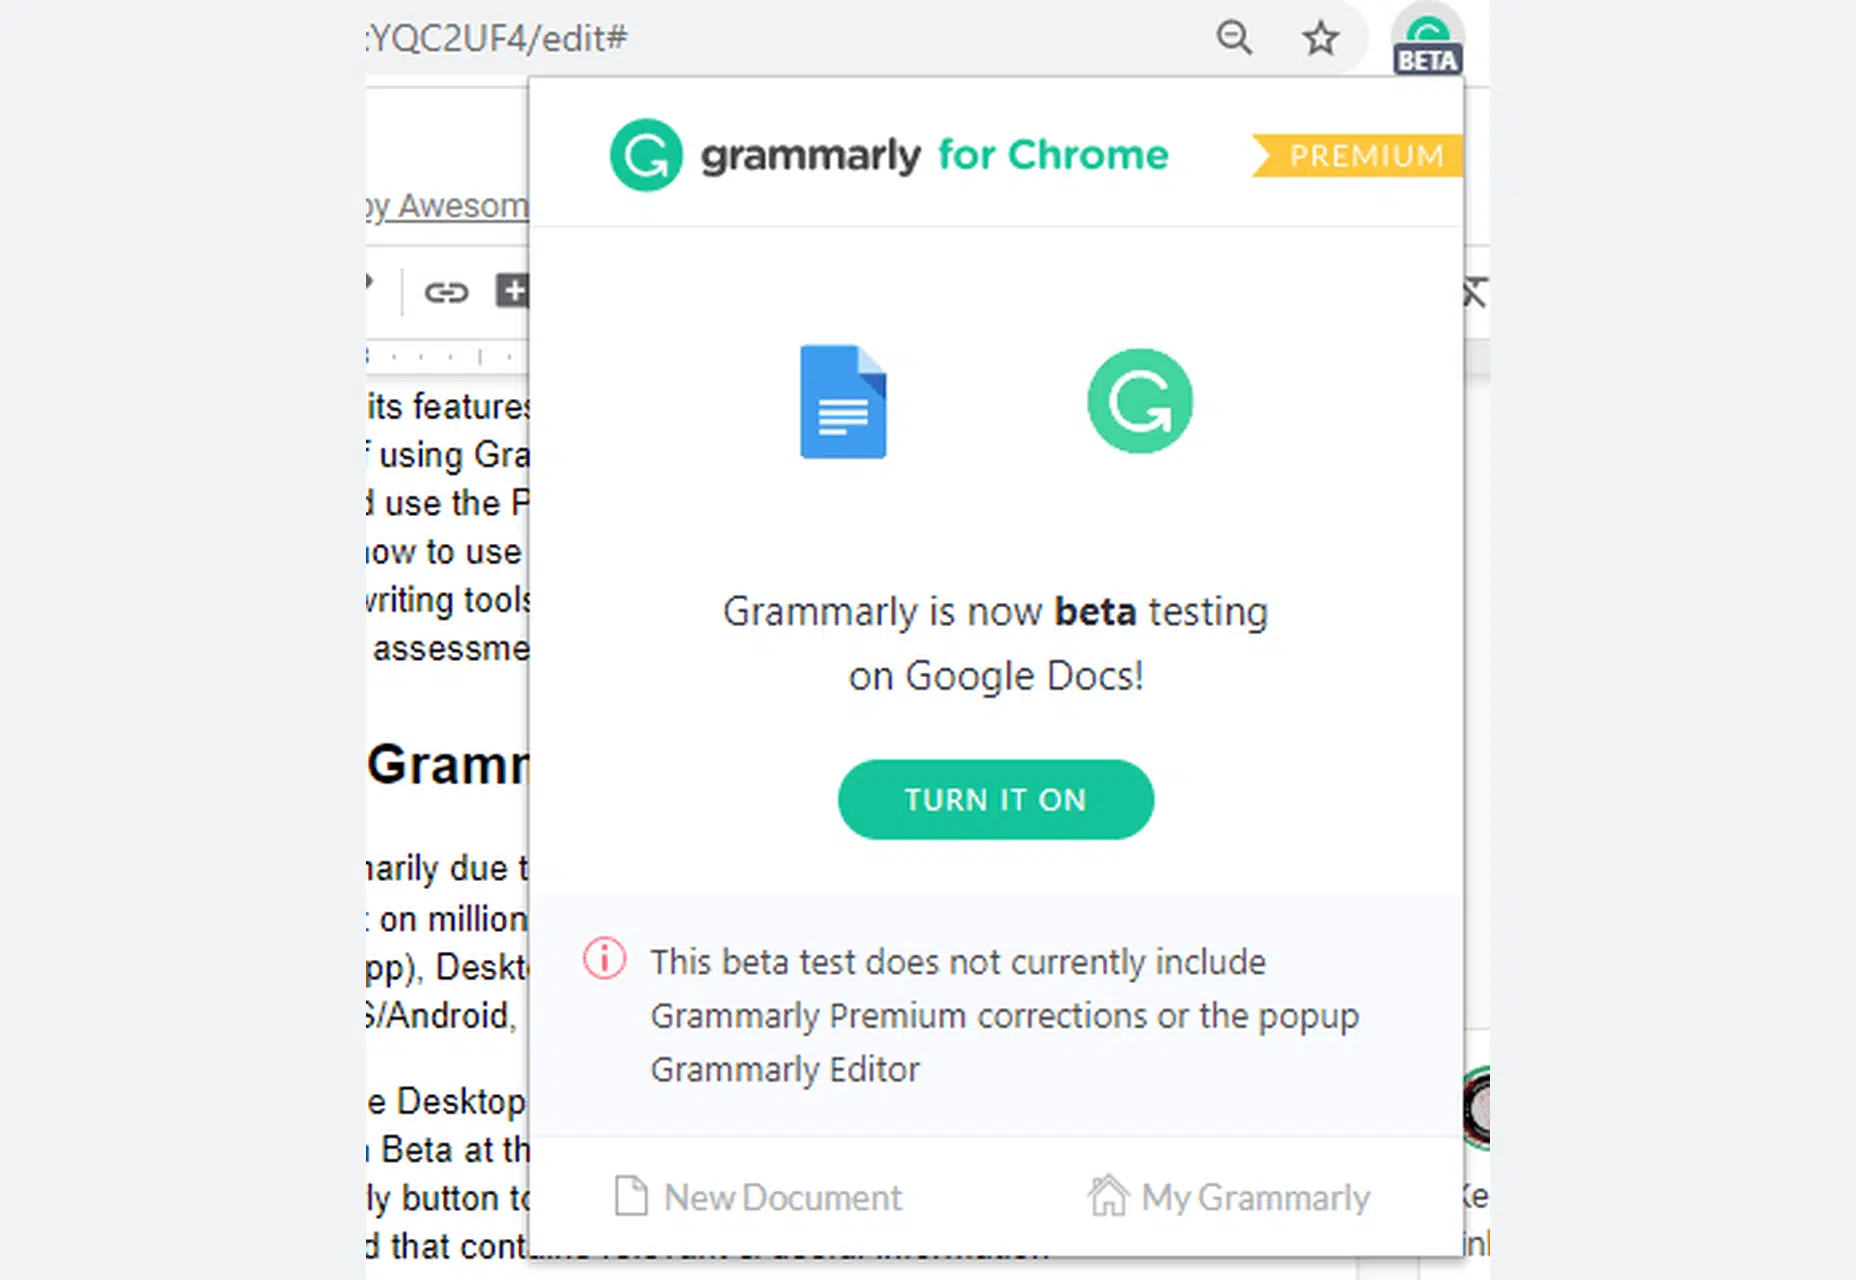 :YQC2UF4/edit#
BETA
grammarly for Chrome
PREMIUM
by Awesom
its features
using Gra
use the P
how to use
writing tools
assessme
Gramm
Grammarly is now beta testing
on Google Docs!
TURN IT ON
due t
on million
pp), Deskt
S/Android,
This beta test does not currently include
Grammarly Premium corrections or the popup
Grammarly Editor
e Desktop
Beta at th
ly button to
d that cont
New Document
My Grammarly
Ke